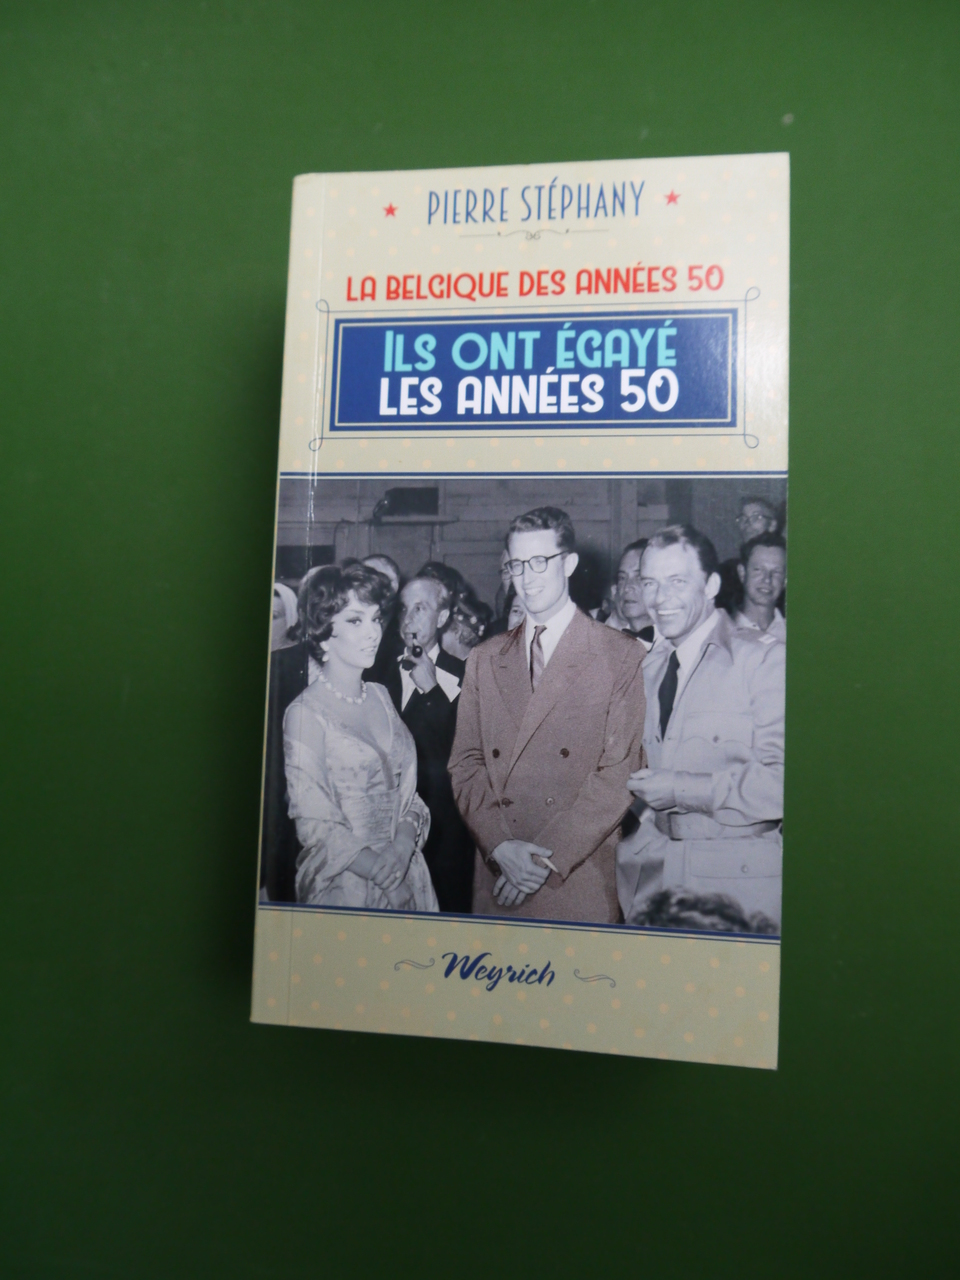 PIERRE STÉPHANY
LA BELGIQUE DES ANNÉES 50
ILS ONT ÉGAYÉ
LES ANNÉES 50
Weyrich